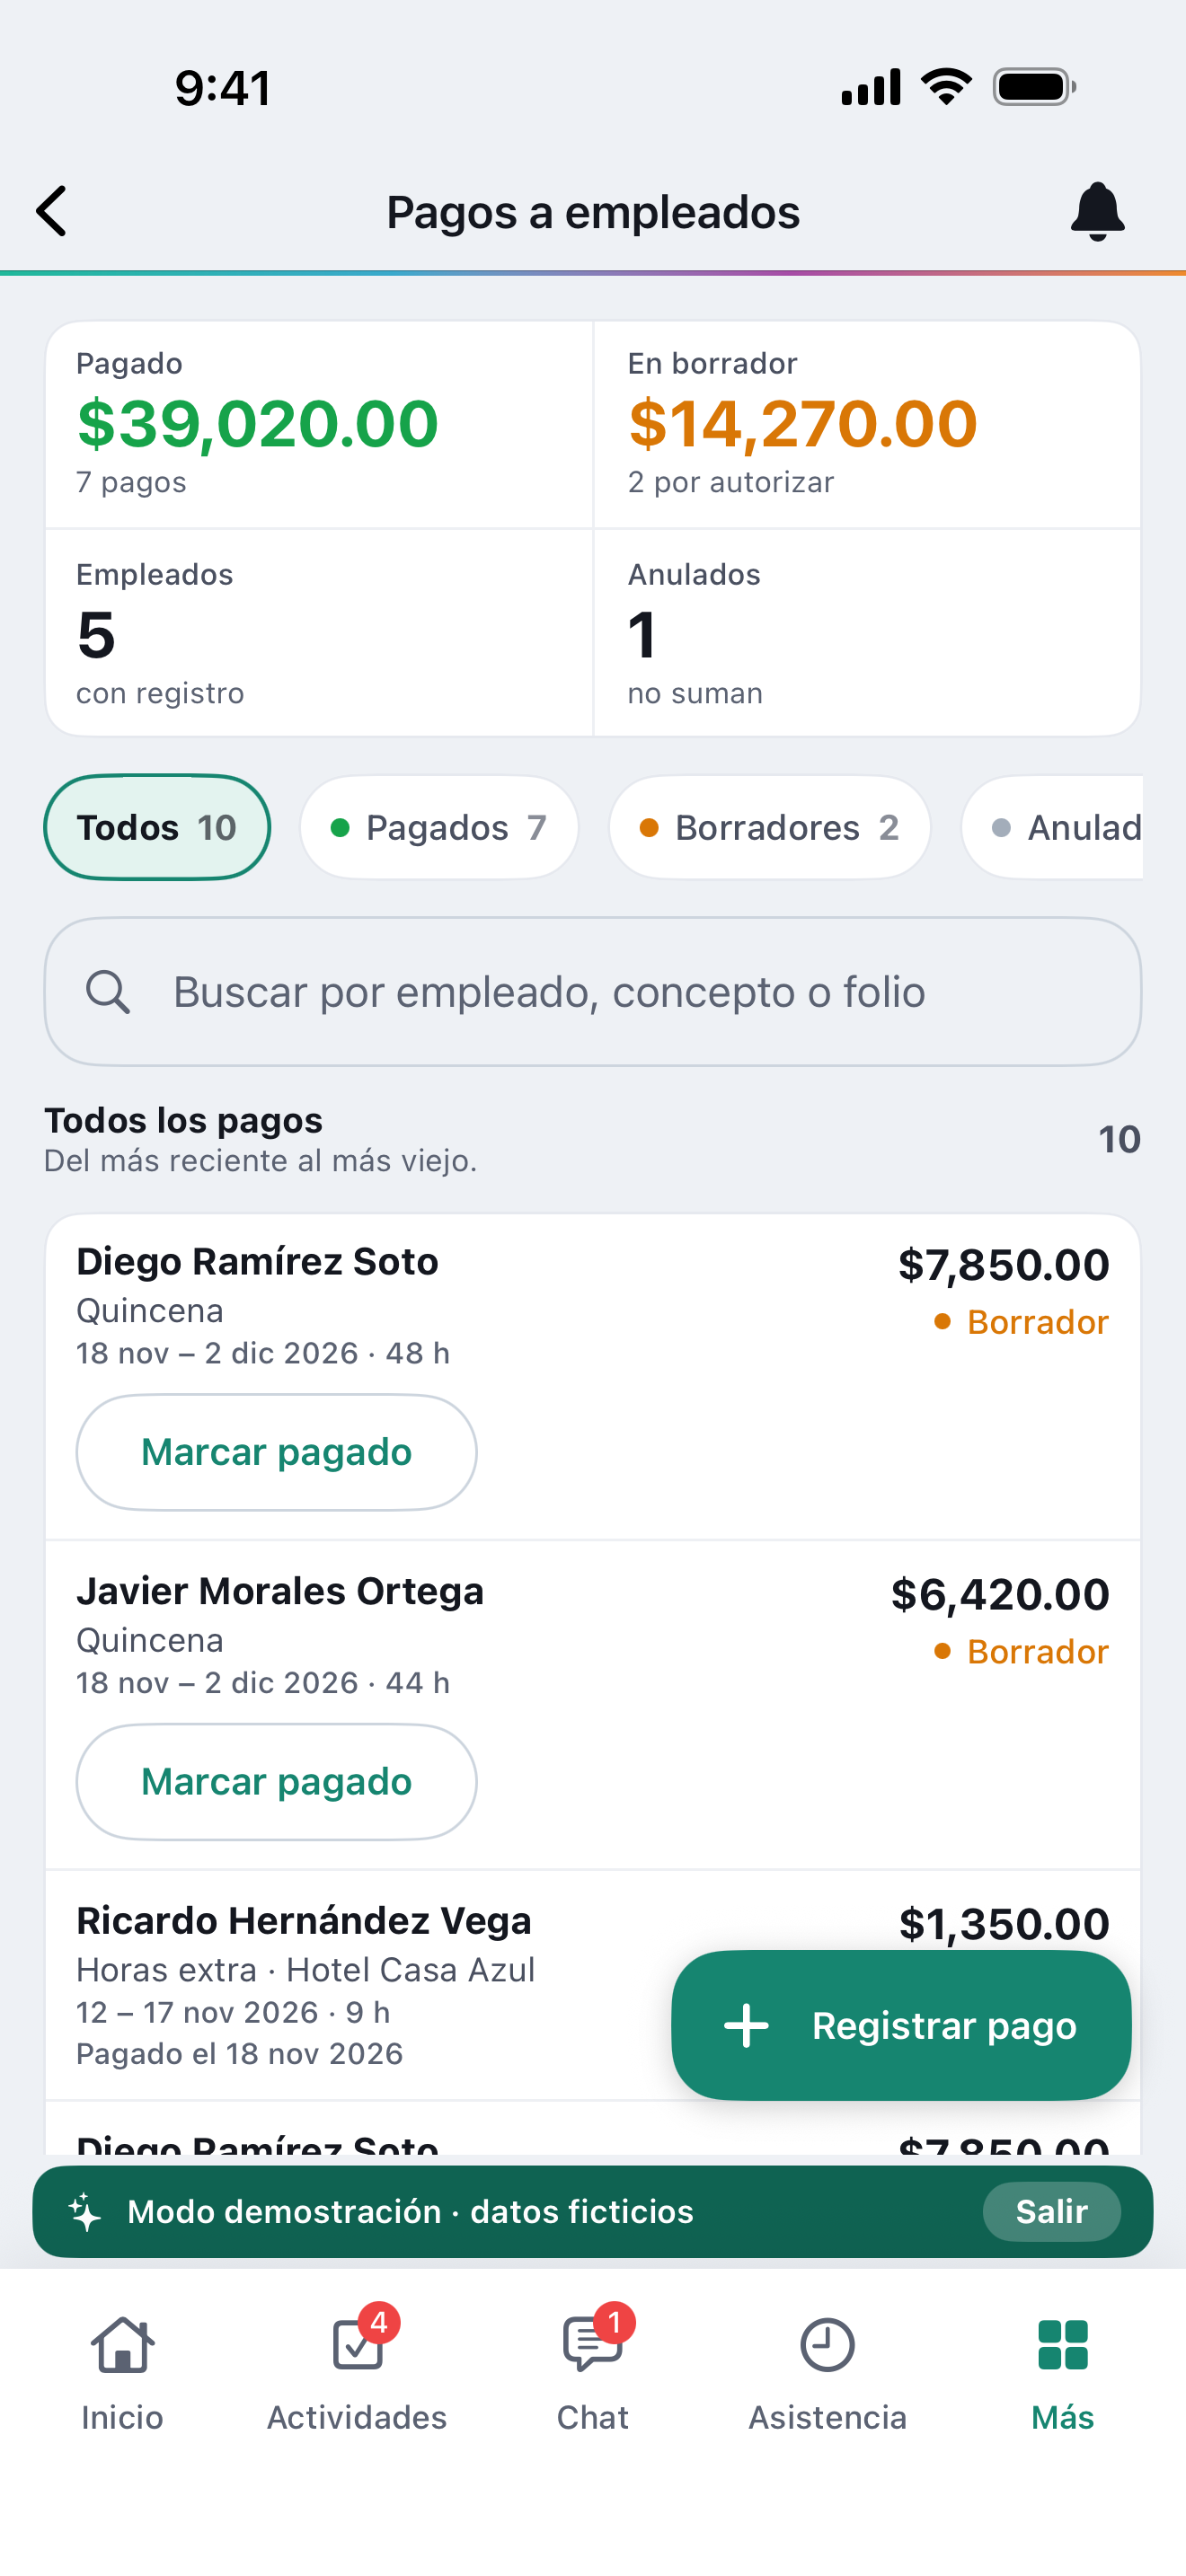 9:41
Pagos a empleados
Pagado
$39,020.00
7 pagos
En borrador
$14,270.00
2 por autorizar
Empleados
5
con registro
Anulados
1
no suman
Todos 10
Pagados 7
Borradores 2
Anulad
Buscar por empleado, concepto o folio
Todos los pagos
Del más reciente al más viejo.
10
Diego Ramírez Soto
$7,850.00
Quincena
Borrador
18 nov – 2 dic 2026 · 48 h
Marcar pagado
Javier Morales Ortega
$6,420.00
Quincena
Borrador
18 nov – 2 dic 2026 · 44 h
Marcar pagado
Ricardo Hernández Vega
$1,350.00
Horas extra · Hotel Casa Azul
12 – 17 nov 2026 · 9 h
Pagado el 18 nov 2026
Registrar pago
Diego Ramírez Soto
$7,850.00
Modo demostración · datos ficticios
Salir
4
1
Inicio
Actividades
Chat
Asistencia
Más